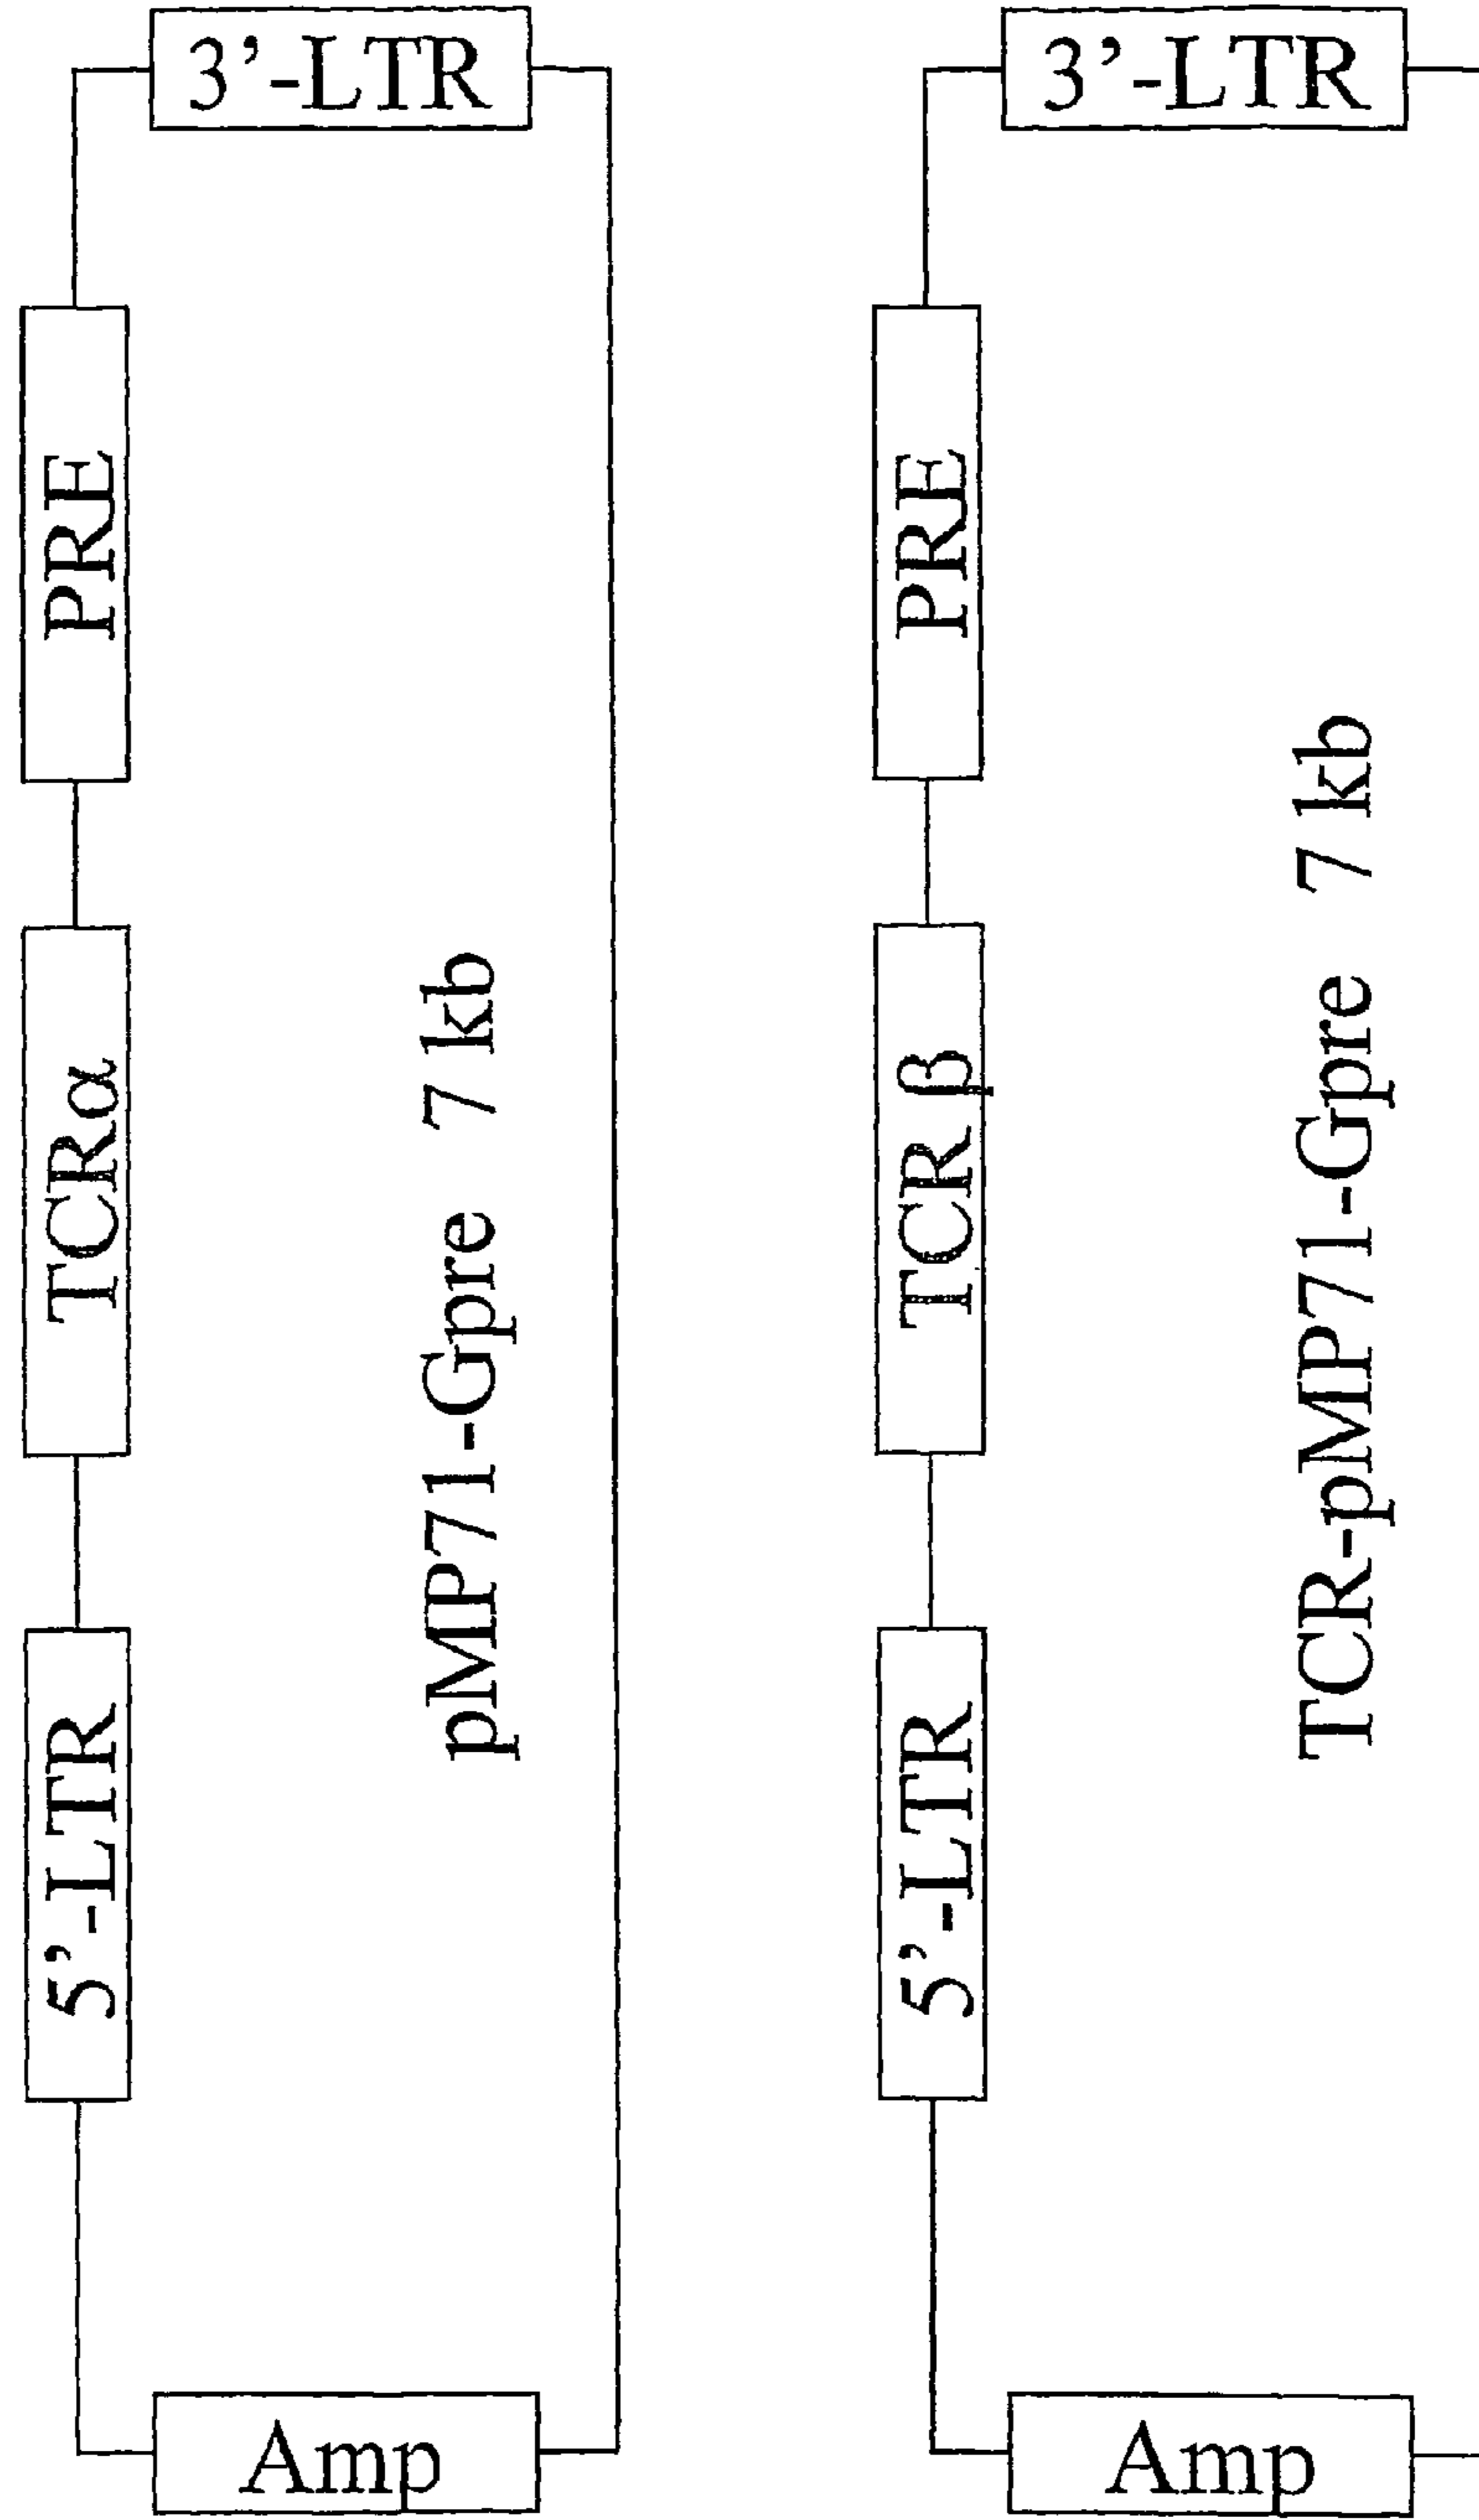 Amp
5'-LTR
TCRα
PRE
3'-LTR
pMP71-Gpre 7 kb
Amp
5'-LTR
TCR β
PRE
3'-LTR
TCR-pMP71-Gpre 7 kb